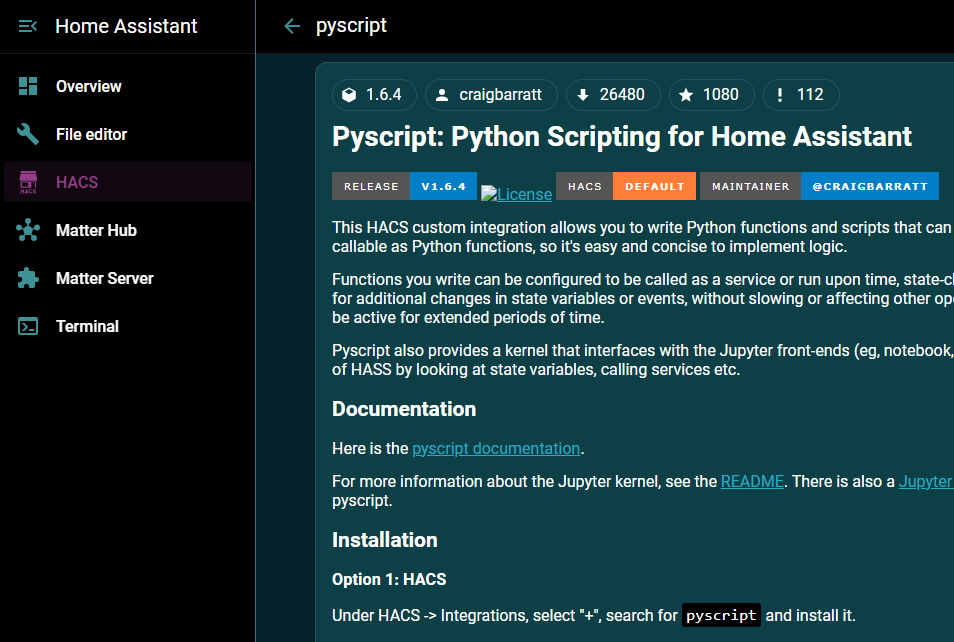 Home Assistant
pyscript
Overview
File editor
HACS
HACS
Matter Hub
Matter Server
Terminal
1.6.4 craigbarratt 26480 1080 112
Pyscript: Python Scripting for Home Assistant
RELEASE V1.6.4 License HACS DEFAULT MAINTAINER @CRAIGBARRATT
This HACS custom integration allows you to write Python functions and scripts that can
callable as Python functions, so it's easy and concise to implement logic.
Functions you write can be configured to be called as a service or run upon time, state-c
for additional changes in state variables or events, without slowing or affecting other op
be active for extended periods of time.
Pyscript also provides a kernel that interfaces with the Jupyter front-ends (eg, notebook,
of HASS by looking at state variables, calling services etc.
Documentation
Here is the pyscript documentation.
For more information about the Jupyter kernel, see the README. There is also a Jupyter
pyscript.
Installation
Option 1: HACS
Under HACS -> Integrations, select "+", search for pyscript and install it.